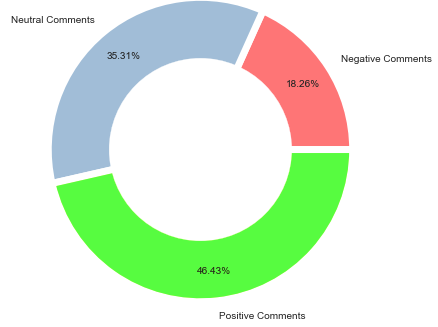 Neutral Comments
35.31%
Negative Comments
18.26%
46.43%
Positive Comments